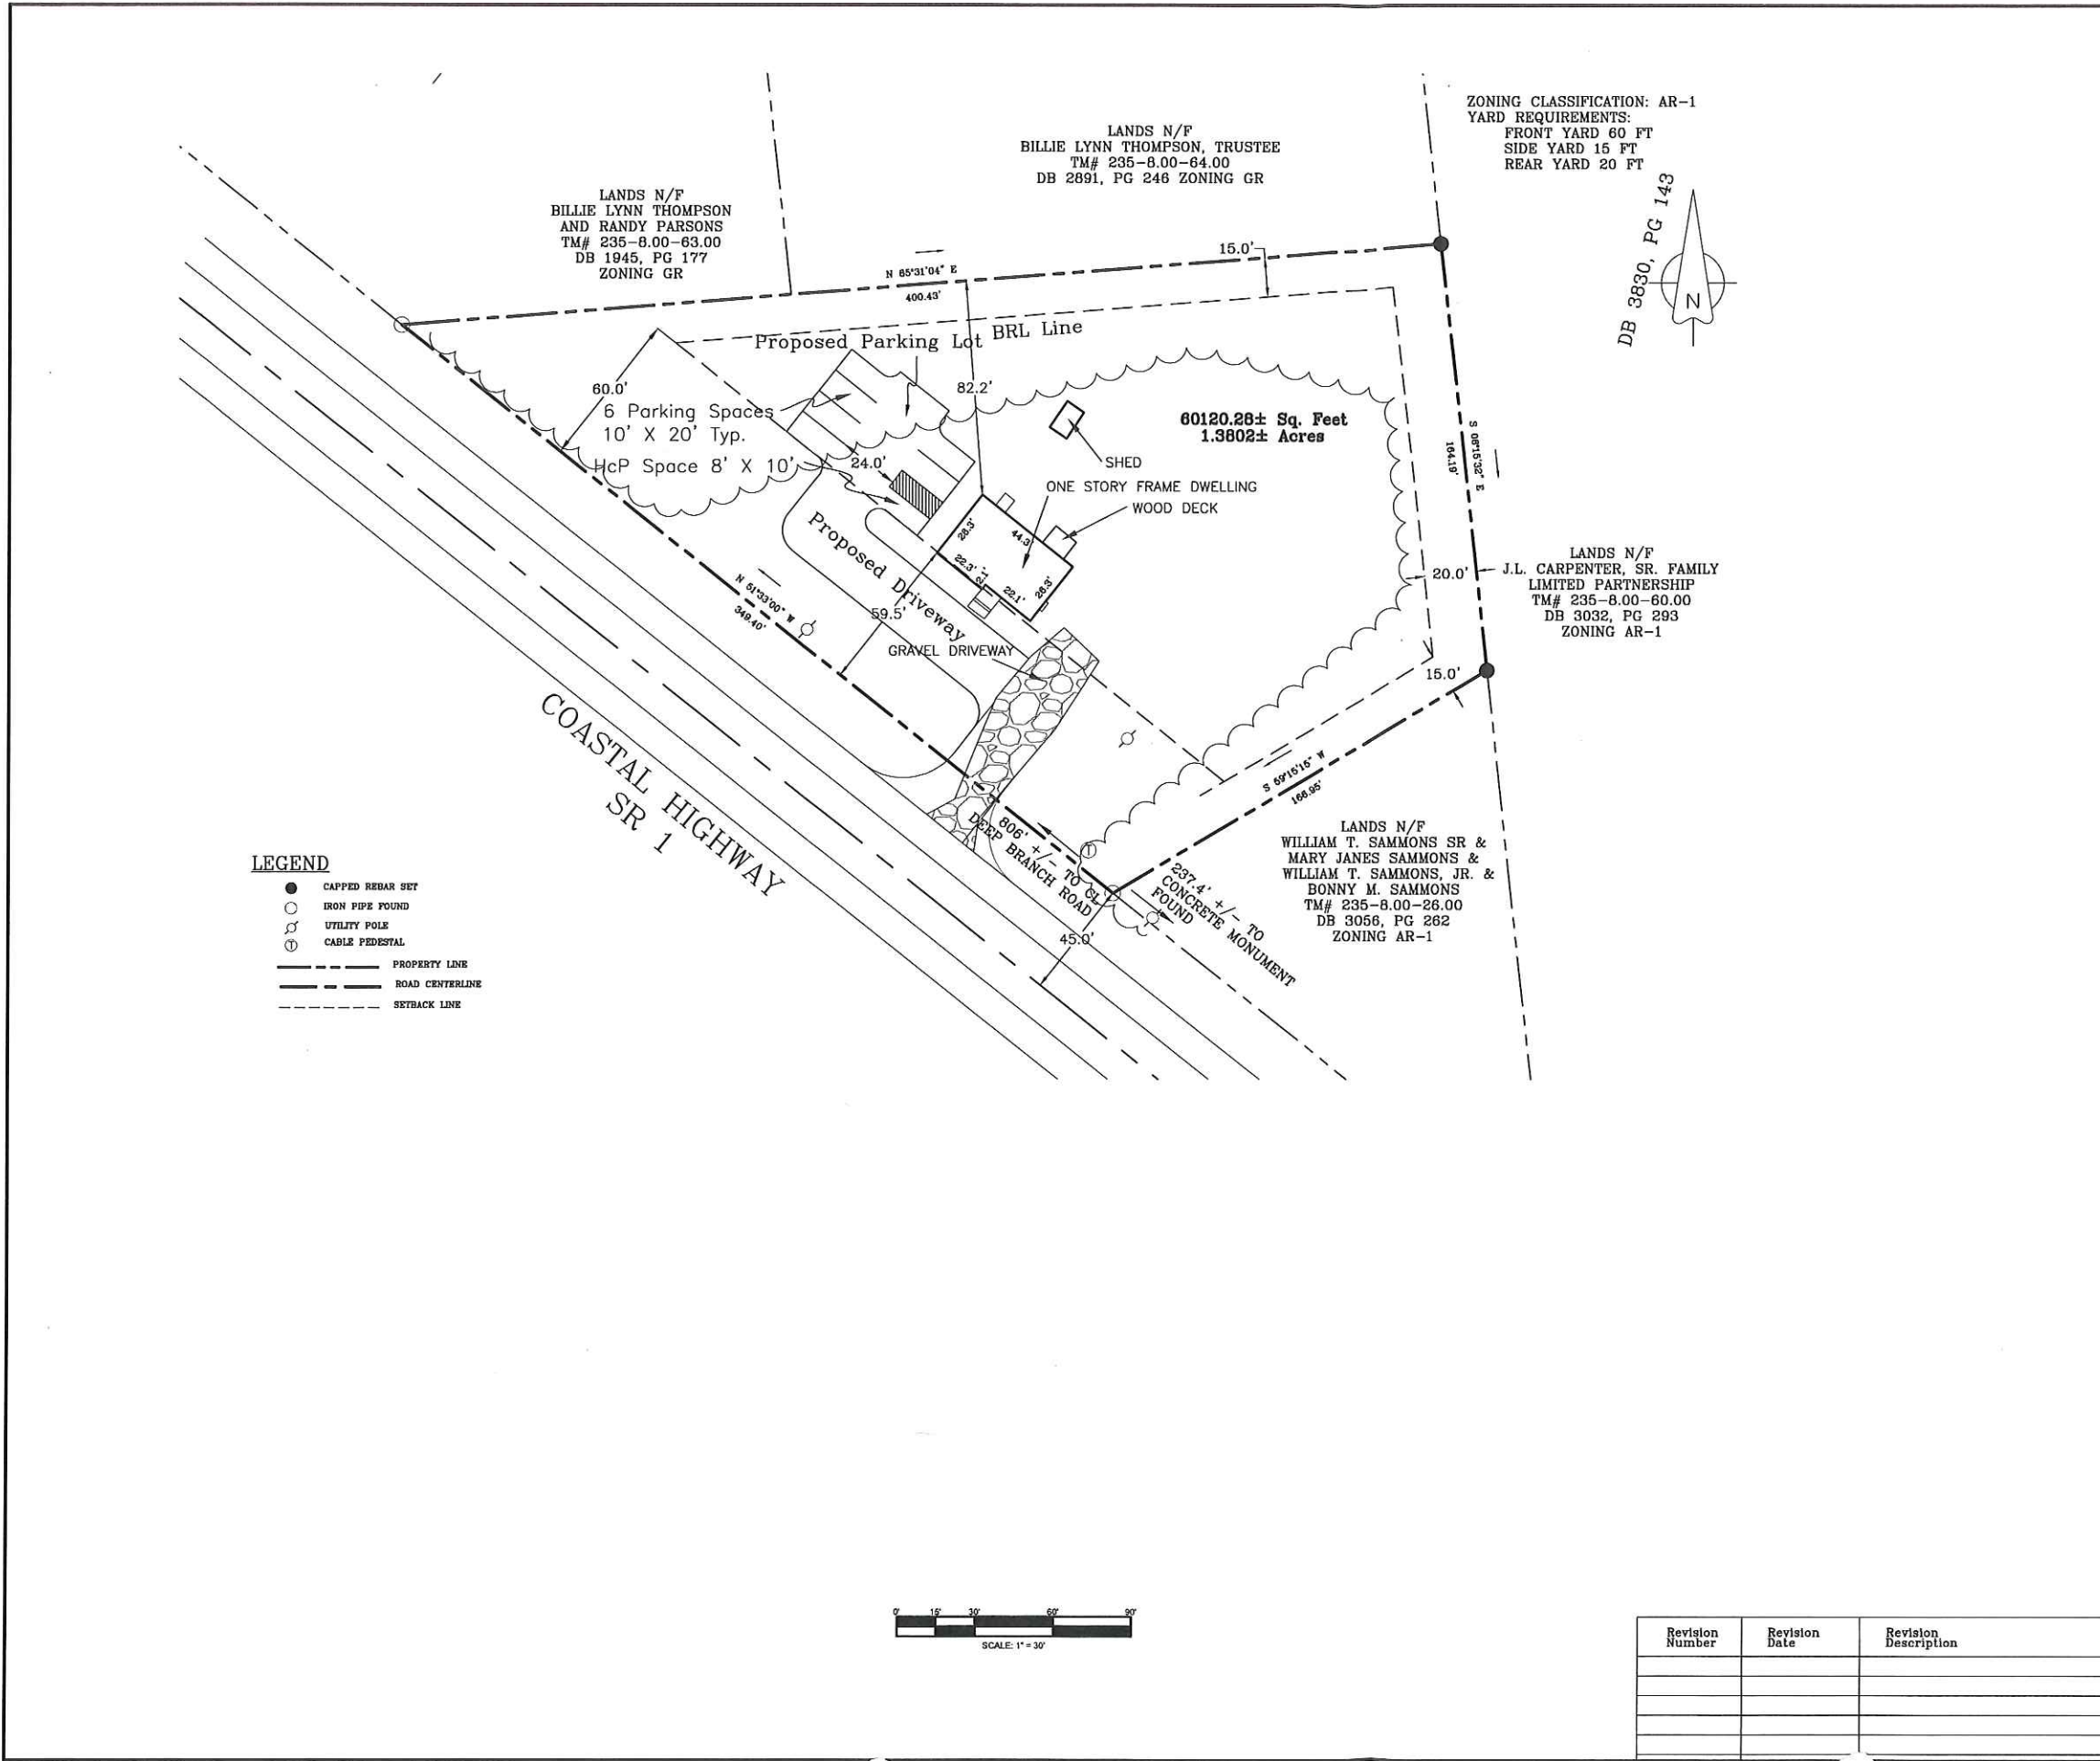 ZONING CLASSIFICATION: AR-1
YARD REQUIREMENTS:
FRONT YARD 60 FT
SIDE YARD 15 FT
REAR YARD 20 FT
DB 3830, PG 143
N
LANDS N/F
BILLIE LYNN THOMPSON, TRUSTEE
TM# 235-8.00-64.00
DB 2891, PG 246 ZONING GR
LANDS N/F
BILLIE LYNN THOMPSON
AND RANDY PARSONS
TM# 235-8.00-63.00
DB 1945, PG 177
ZONING GR
N 85°31'04" E
400.43'
15.0'
BRL Line
Proposed Parking Lot
60.0'
82.2'
6 Parking Spaces
10' X 20' Typ.
HcP Space 8' X 10'
24.0'
60120.28± Sq. Feet
1.3802± Acres
SHED
ONE STORY FRAME DWELLING
WOOD DECK
28.3'
44.3'
22.3'
2.1'
22.1'
26.3'
Proposed Driveway
59.5'
GRAVEL DRIVEWAY
S 06°15'32" E
164.19'
20.0'
LANDS N/F
J.L. CARPENTER, SR. FAMILY
LIMITED PARTNERSHIP
TM# 235-8.00-60.00
DB 3032, PG 293
ZONING AR-1
15.0'
N 51°33'00" W
349.40'
S 59°15'15" W
166.95'
COASTAL HIGHWAY
SR 1
806' +/- TO CL
DEEP BRANCH ROAD
237.4' +/- TO
CONCRETE MONUMENT
FOUND
45.0'
LANDS N/F
WILLIAM T. SAMMONS SR &
MARY JANES SAMMONS &
WILLIAM T. SAMMONS, JR. &
BONNY M. SAMMONS
TM# 235-8.00-26.00
DB 3056, PG 262
ZONING AR-1
LEGEND
CAPPED REBAR SET
IRON PIPE FOUND
UTILITY POLE
T CABLE PEDESTAL
PROPERTY LINE
ROAD CENTERLINE
SETBACK LINE
T
0' 15' 30' 60' 90'
SCALE: 1" = 30'
Revision Number
Revision Date
Revision Description